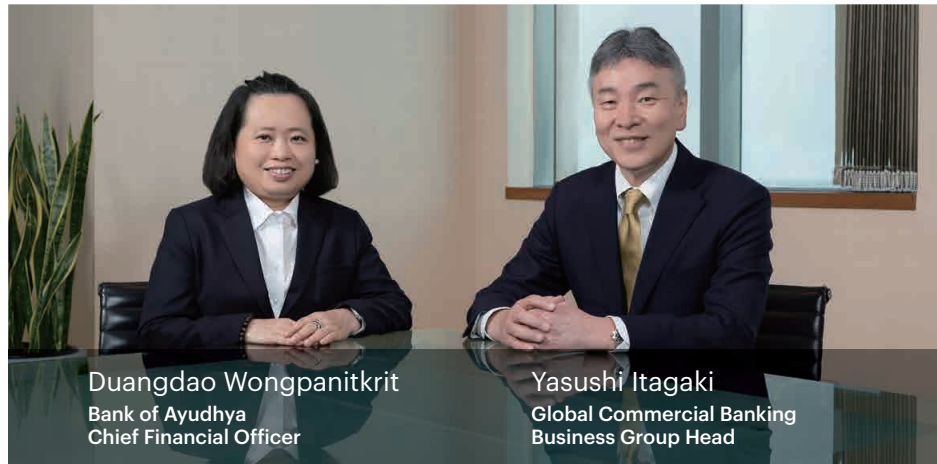 Duangdao Wongpanitkrit
Bank of Ayudhya
Chief Financial Officer
Yasushi Itagaki
Global Commercial Banking
Business Group Head